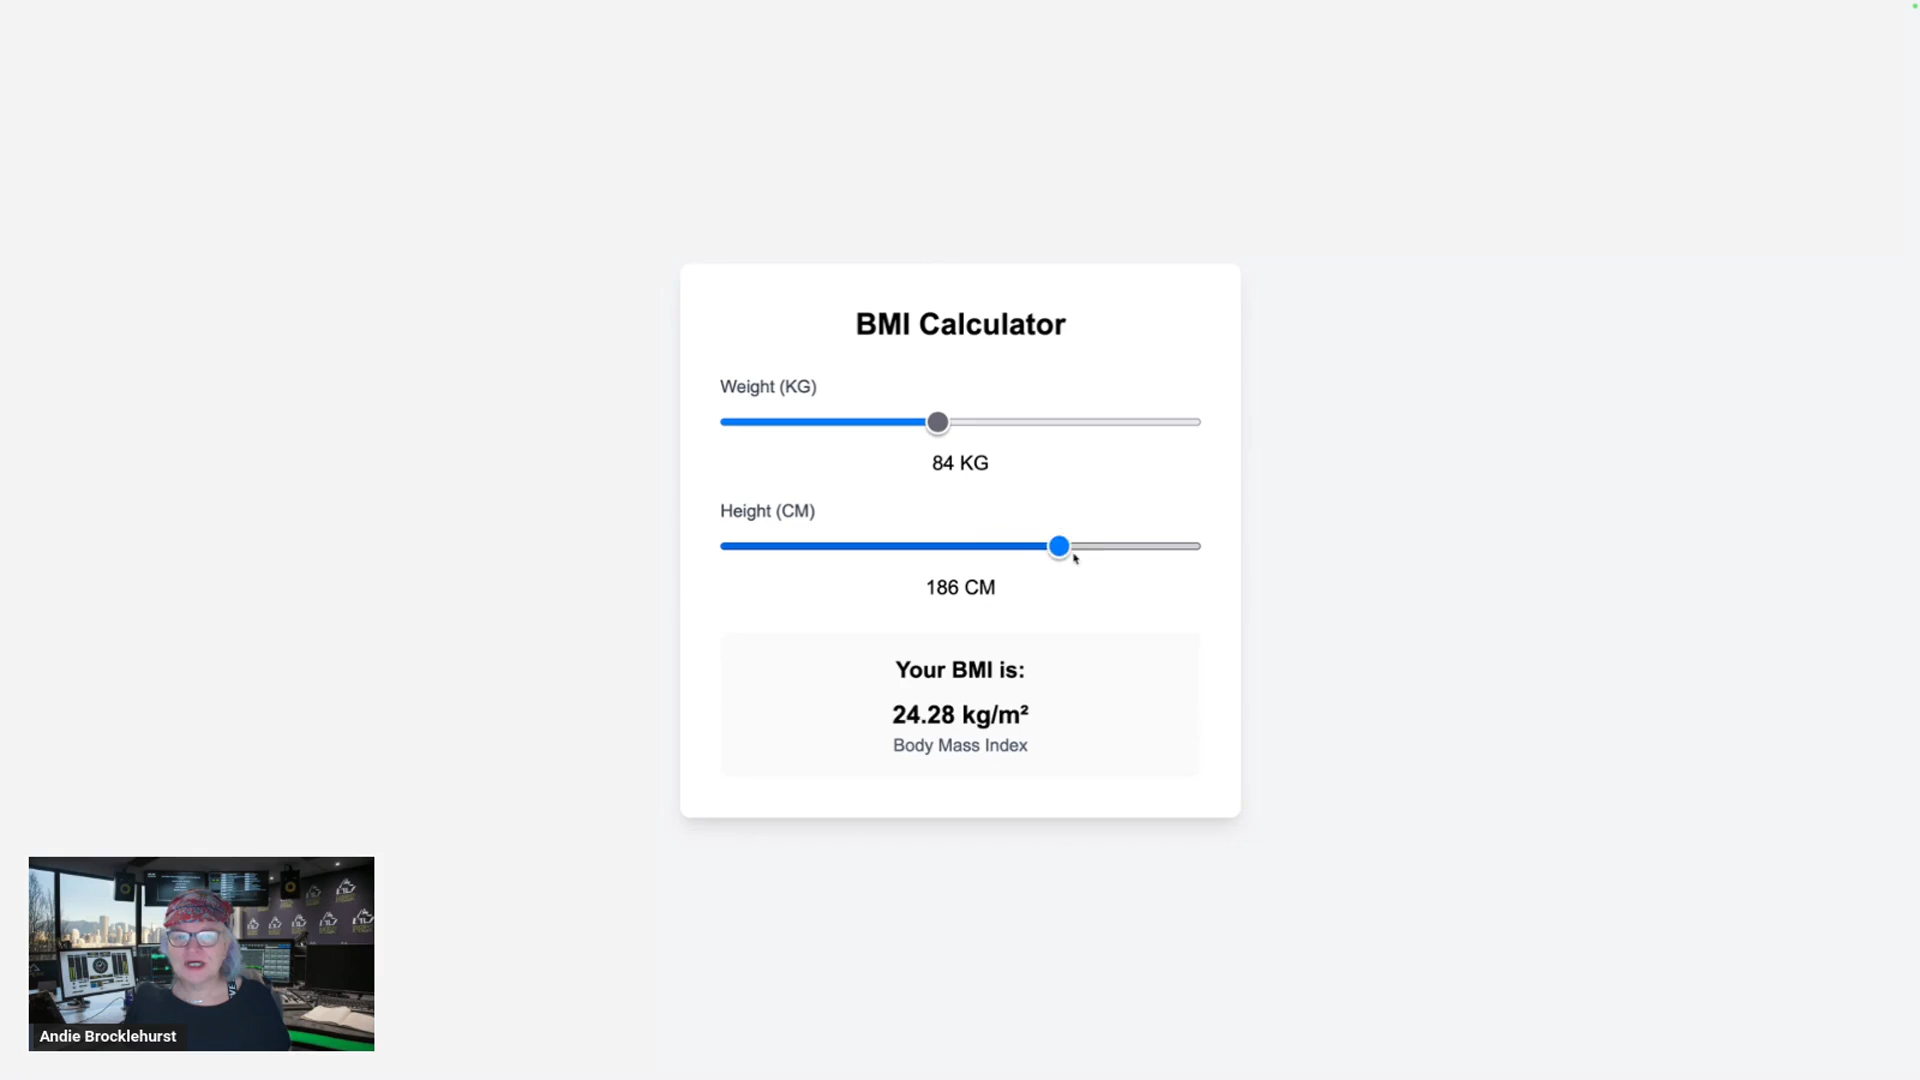 BMI Calculator
Weight (KG)
84 KG
Height (CM)
186 CM
Your BMI is:
24.28 kg/m²
Body Mass Index
Andie Brocklehurst